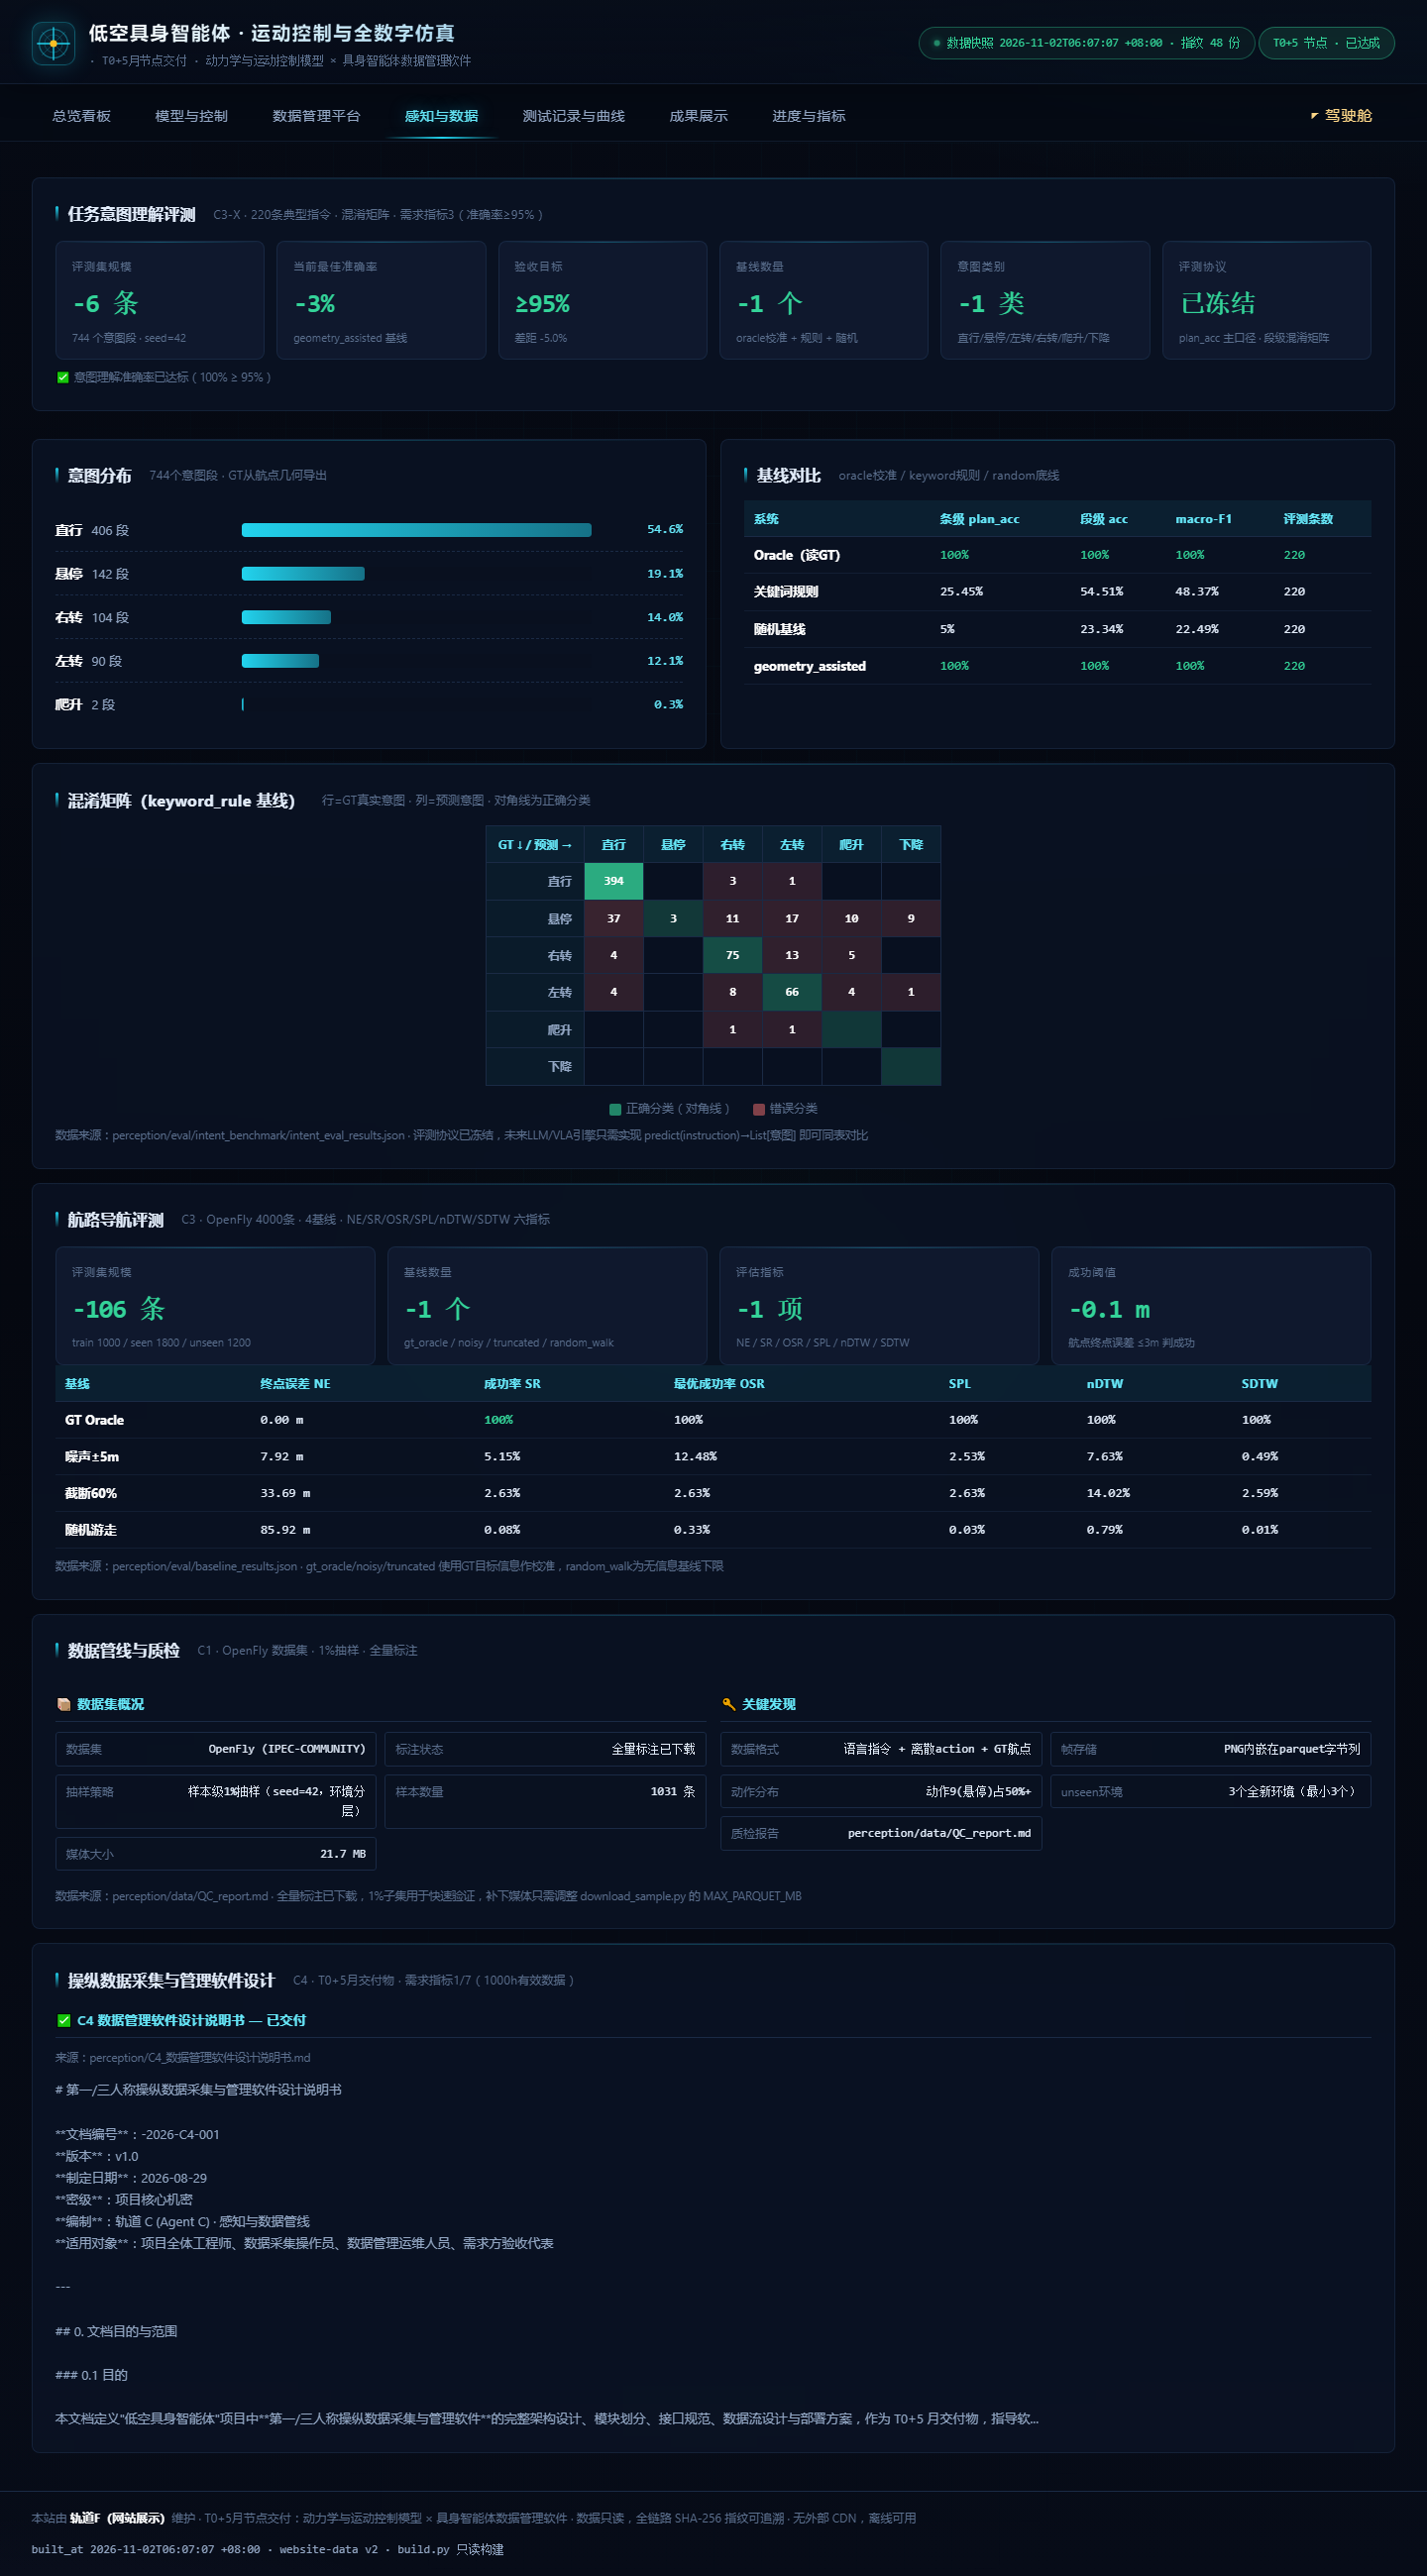 低空具身智能体 · 运动控制与全数字仿真
· T0+5月节点交付 · 动力学与运动控制模型 × 具身智能体数据管理软件
数据快照 2026-11-02T06:07:07 +08:00 · 指纹 48 份
T0+5 节点 · 已达成
总览看板 模型与控制 数据管理平台 感知与数据 测试记录与曲线 成果展示 进度与指标 驾驶舱
任务意图理解评测 C3-X · 220条典型指令 · 混淆矩阵 · 需求指标3（准确率≥95%）
评测集规模
-6 条
744 个意图段 · seed=42
当前最佳准确率
-3%
geometry_assisted 基线
验收目标
≥95%
差距 -5.0%
基线数量
-1 个
oracle校准 + 规则 + 随机
意图类别
-1 类
直行/悬停/左转/右转/爬升/下降
评测协议
已冻结
plan_acc 主口径 · 段级混淆矩阵
✅ 意图理解准确率已达标（100% ≥ 95%）
意图分布 744个意图段 · GT从航点几何导出
直行 406 段 54.6%
悬停 142 段 19.1%
右转 104 段 14.0%
左转 90 段 12.1%
爬升 2 段 0.3%
基线对比 oracle校准 / keyword规则 / random底线
系统 条级 plan_acc 段级 acc macro-F1 评测条数
Oracle（读GT） 100% 100% 100% 220
关键词规则 25.45% 54.51% 48.37% 220
随机基线 5% 23.34% 22.49% 220
geometry_assisted 100% 100% 100% 220
混淆矩阵（keyword_rule 基线） 行=GT真实意图 · 列=预测意图 · 对角线为正确分类
GT ↓ / 预测 → 直行 悬停 右转 左转 爬升 下降
直行 394 3 1
悬停 37 3 11 17 10 9
右转 4 75 13 5
左转 4 8 66 4 1
爬升 1 1
下降
正确分类（对角线） 错误分类
数据来源：perception/eval/intent_benchmark/intent_eval_results.json · 评测协议已冻结，未来LLM/VLA引擎只需实现 predict(instruction)→List[意图] 即可同表对比
航路导航评测 C3 · OpenFly 4000条 · 4基线 · NE/SR/OSR/SPL/nDTW/SDTW 六指标
评测集规模
-106 条
train 1000 / seen 1800 / unseen 1200
基线数量
-1 个
gt_oracle / noisy / truncated / random_walk
评估指标
-1 项
NE / SR / OSR / SPL / nDTW / SDTW
成功阈值
-0.1 m
航点终点误差 ≤3m 判成功
基线 终点误差 NE 成功率 SR 最优成功率 OSR SPL nDTW SDTW
GT Oracle 0.00 m 100% 100% 100% 100% 100%
噪声±5m 7.92 m 5.15% 12.48% 2.53% 7.63% 0.49%
截断60% 33.69 m 2.63% 2.63% 2.63% 14.02% 2.59%
随机游走 85.92 m 0.08% 0.33% 0.03% 0.79% 0.01%
数据来源：perception/eval/baseline_results.json · gt_oracle/noisy/truncated 使用GT目标信息作校准，random_walk为无信息基线下限
数据管线与质检 C1 · OpenFly 数据集 · 1%抽样 · 全量标注
📦 数据集概况
数据集 OpenFly (IPEC-COMMUNITY)
标注状态 全量标注已下载
抽样策略 样本级1%抽样（seed=42，环境分
层）
样本数量 1031 条
媒体大小 21.7 MB
🔑 关键发现
数据格式 语言指令 + 离散action + GT航点
帧存储 PNG内嵌在parquet字节列
动作分布 动作9(悬停)占50%+
unseen环境 3个全新环境（最小3个）
质检报告 perception/data/QC_report.md
数据来源：perception/data/QC_report.md · 全量标注已下载，1%子集用于快速验证，补下媒体只需调整 download_sample.py 的 MAX_PARQUET_MB
操纵数据采集与管理软件设计 C4 · T0+5月交付物 · 需求指标1/7（1000h有效数据）
✅ C4 数据管理软件设计说明书 — 已交付
来源：perception/C4_数据管理软件设计说明书.md
# 第一/三人称操纵数据采集与管理软件设计说明书
**文档编号**：-2026-C4-001
**版本**：v1.0
**制定日期**：2026-08-29
**密级**：项目核心机密
**编制**：轨道 C (Agent C) · 感知与数据管线
**适用对象**：项目全体工程师、数据采集操作员、数据管理运维人员、需求方验收代表
---
## 0. 文档目的与范围
### 0.1 目的
本文档定义"低空具身智能体"项目中**第一/三人称操纵数据采集与管理软件**的完整架构设计、模块划分、接口规范、数据流设计与部署方案，作为 T0+5 月交付物，指导软...
本站由 轨道F（网站展示） 维护 · T0+5月节点交付：动力学与运动控制模型 × 具身智能体数据管理软件 · 数据只读，全链路 SHA-256 指纹可追溯 · 无外部 CDN，离线可用
built_at 2026-11-02T06:07:07 +08:00 · website-data v2 · build.py 只读构建